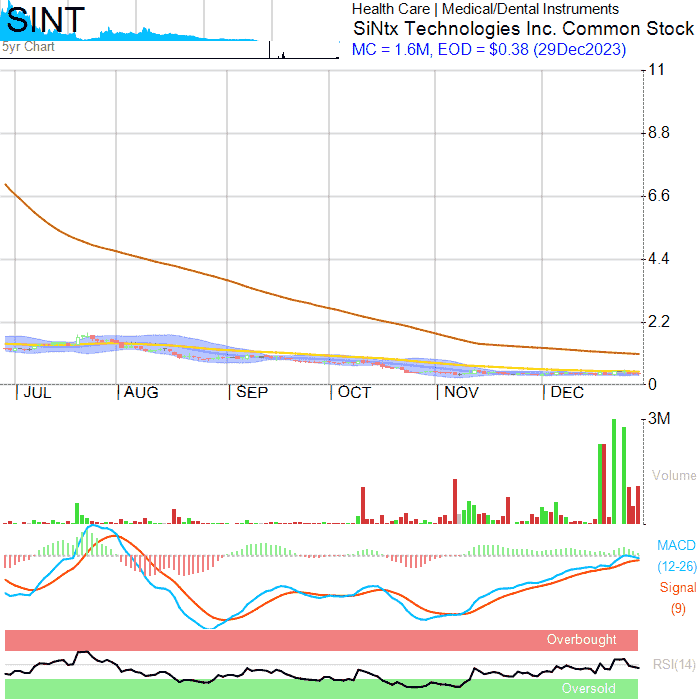 SINT
5yr Chart
Health Care | Medical/Dental Instruments
SiNtx Technologies Inc. Common Stock
MC = 1.6M, EOD = $0.38 (29Dec2023)
11
8.8
6.6
4.4
2.2
0
JUL AUG SEP OCT NOV DEC
3M
Volume
MACD
(12-26)
Signal
(9)
Overbought
RSI(14)
Oversold